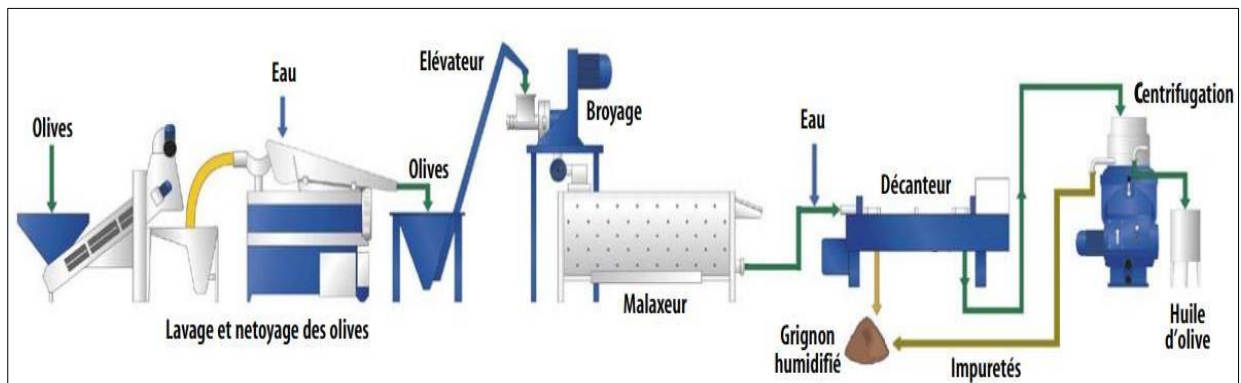 Olives
Eau
Lavage et netoyage des olives
Olives
Elévateur
Broyage
Malaxeur
Eau
Décanteur
Grignon
humidifié
Impuretés
Centrifugation
Huile
d'olive